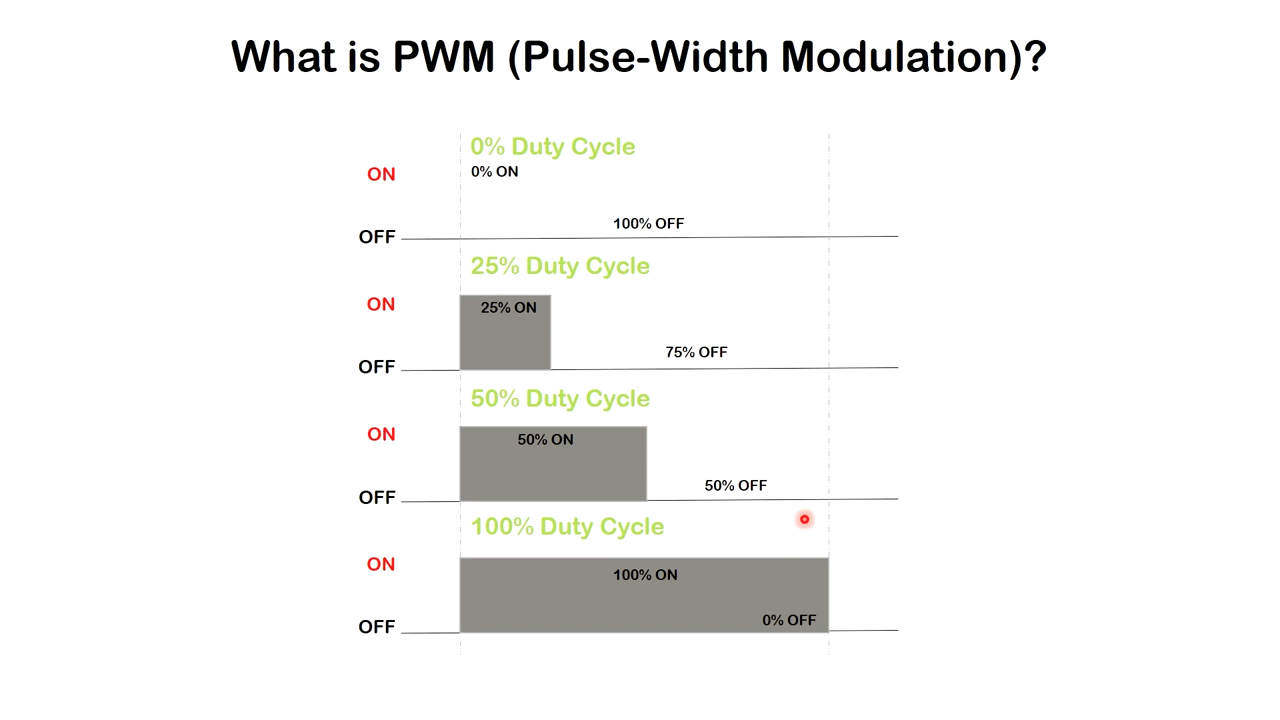 What is PWM (Pulse-Width Modulation)?
0% Duty Cycle
ON
0% ON
100% OFF
OFF
25% Duty Cycle
ON
25% ON
75% OFF
OFF
50% Duty Cycle
ON
50% ON
50% OFF
OFF
100% Duty Cycle
ON
100% ON
0% OFF
OFF